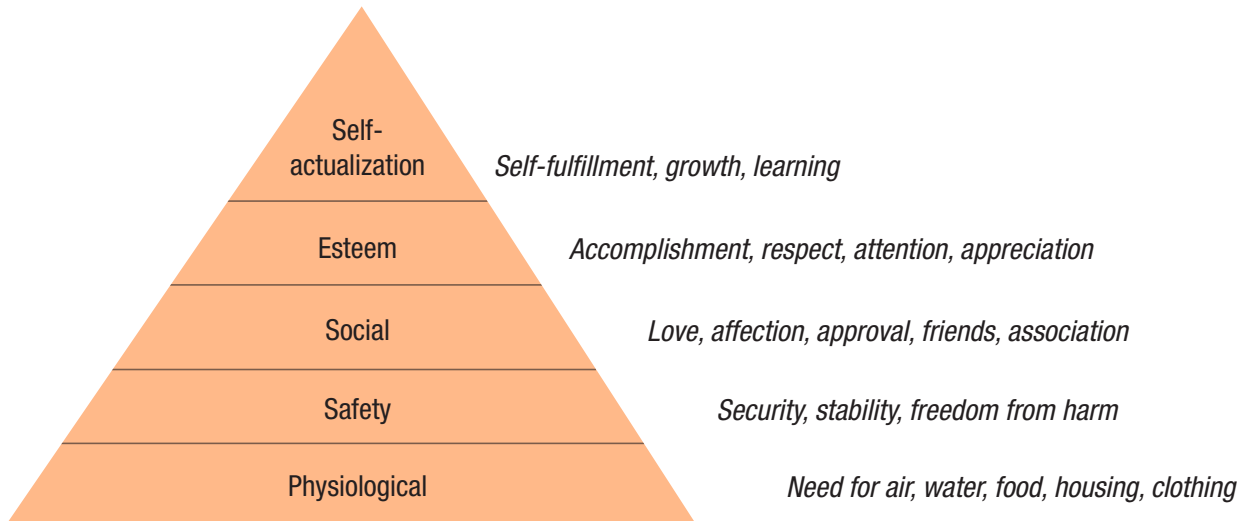 Self-
actualization
Self-fulfillment, growth, learning
Esteem
Accomplishment, respect, attention, appreciation
Social
Love, affection, approval, friends, association
Safety
Security, stability, freedom from harm
Physiological
Need for air, water, food, housing, clothing